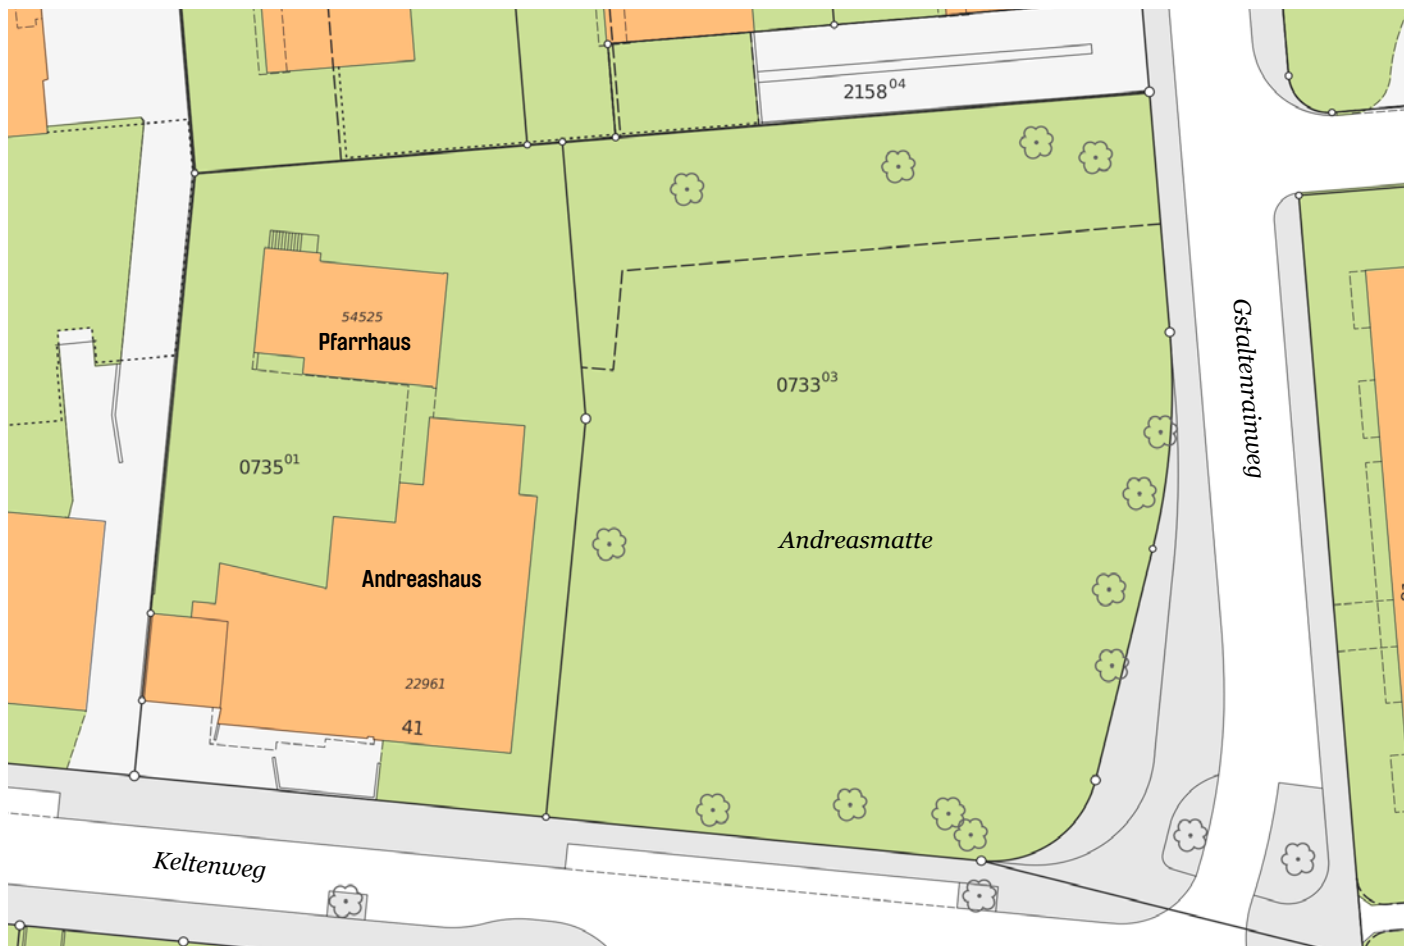 2158⁰⁴
Gstaltenrainweg
54525
Pfarrhaus
0733⁰³
0735⁰¹
Andreasmatte
Andreashaus
22961
41
Keltenweg